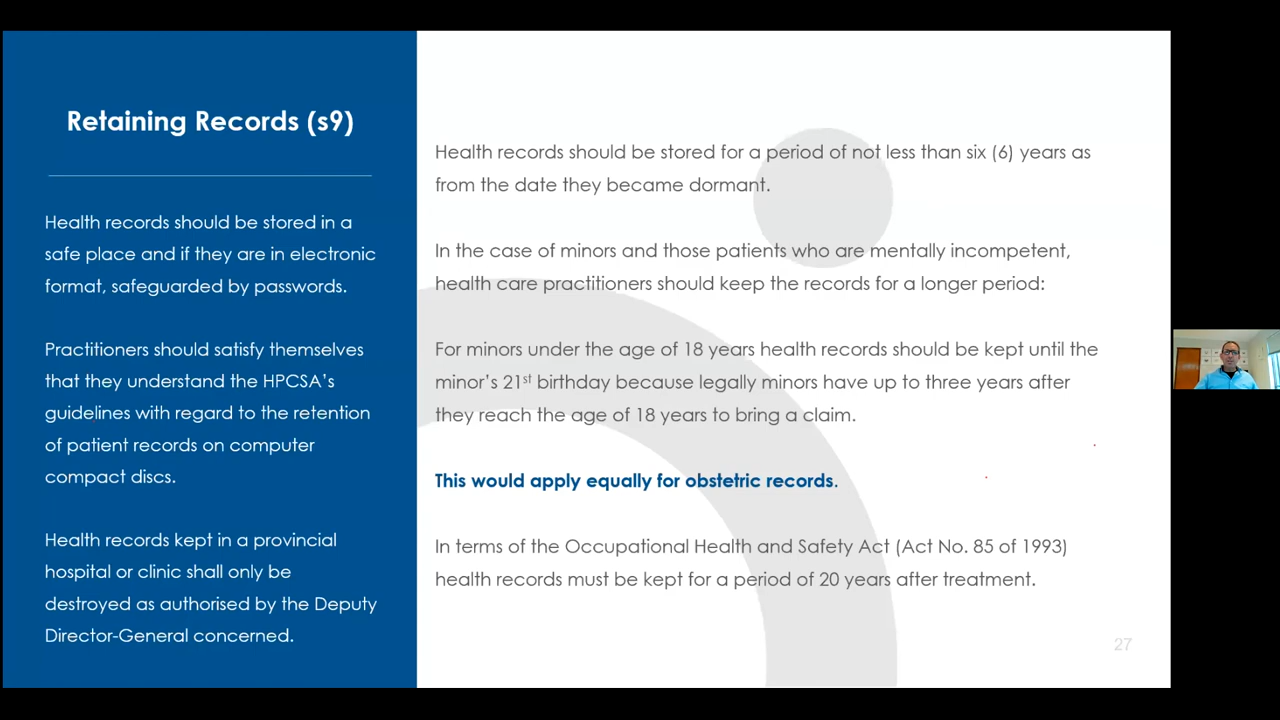 Retaining Records (s9)
Health records should be stored in a
safe place and if they are in electronic
format, safeguarded by passwords.
Practitioners should satisfy themselves
that they understand the HPCSA's
guidelines with regard to the retention
of patient records on computer
compact discs.
Health records kept in a provincial
hospital or clinic shall only be
destroyed as authorised by the Deputy
Director-General concerned.
Health records should be stored for a period of not less than six (6) years as
from the date they became dormant.
In the case of minors and those patients who are mentally incompetent,
health care practitioners should keep the records for a longer period:
For minors under the age of 18 years health records should be kept until the
minor's 21st birthday because legally minors have up to three years after
they reach the age of 18 years to bring a claim.
This would apply equally for obstetric records.
In terms of the Occupational Health and Safety Act (Act No. 85 of 1993)
health records must be kept for a period of 20 years after treatment.
27